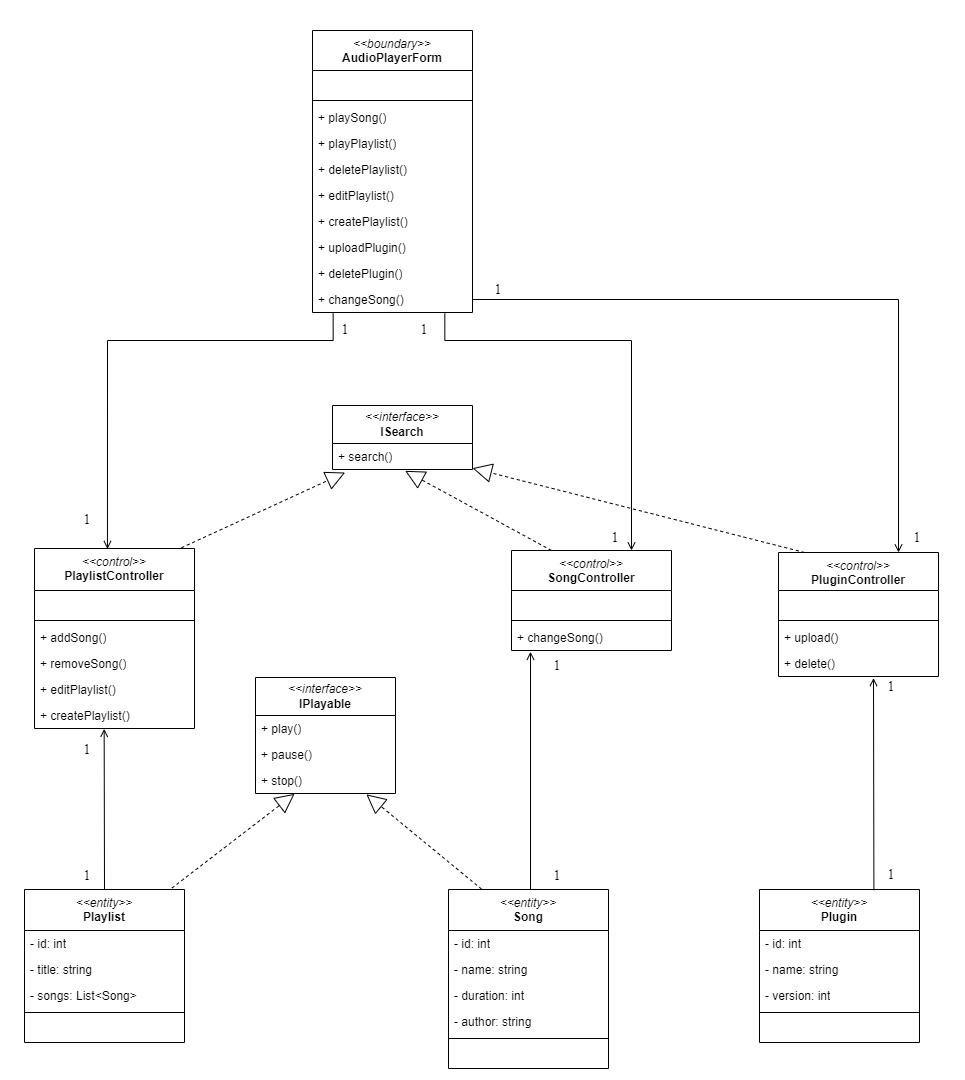 <<boundary>>
AudioPlayerForm
+ playSong()
+ playPlaylist()
+ deletePlaylist()
+ editPlaylist()
+ createPlaylist()
+ uploadPlugin()
+ deletePlugin()
+ changeSong()
1
1
1
<<interface>>
ISearch
+ search()
1
1
1
<<control>>
PlaylistController
+ addSong()
+ removeSong()
+ editPlaylist()
+ createPlaylist()
<<control>>
SongController
+ changeSong()
<<control>>
PluginController
+ upload()
+ delete()
1
1
1
<<interface>>
IPlayable
+ play()
+ pause()
+ stop()
1
1
1
<<entity>>
Playlist
- id: int
- title: string
- songs: List<Song>
<<entity>>
Song
- id: int
- name: string
- duration: int
- author: string
<<entity>>
Plugin
- id: int
- name: string
- version: int